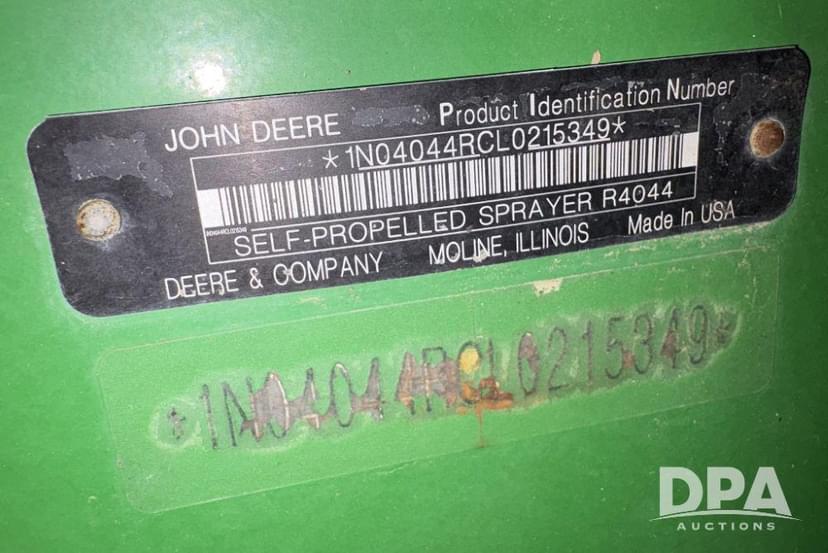 JOHN DEERE Product Identification Number
*1N04044RCL0215349*
1N04044RCL0215349
SELF-PROPELLED SPRAYER R4044
DEERE & COMPANY MOLINE, ILLINOIS Made In USA
*1N04044RCL0215349*
DPA
AUCTIONS